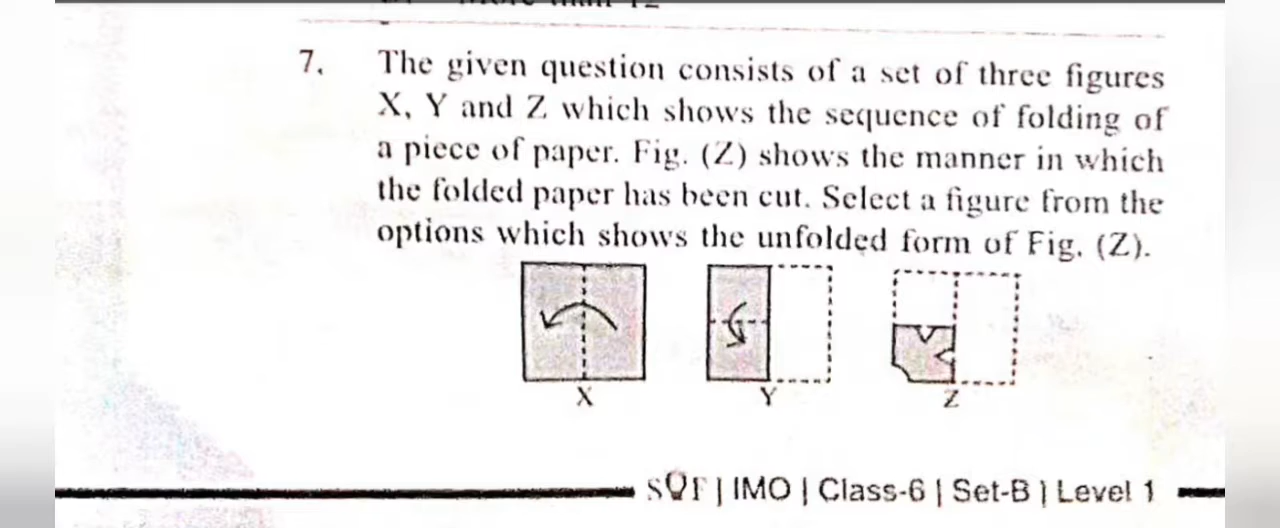 7. The given question consists of a set of three figures
X, Y and Z which shows the sequence of folding of
a piece of paper. Fig. (Z) shows the manner in which
the folded paper has been cut. Select a figure from the
options which shows the unfolded form of Fig. (Z).
X Y Z
SOF | IMO | Class-6 | Set-B | Level 1